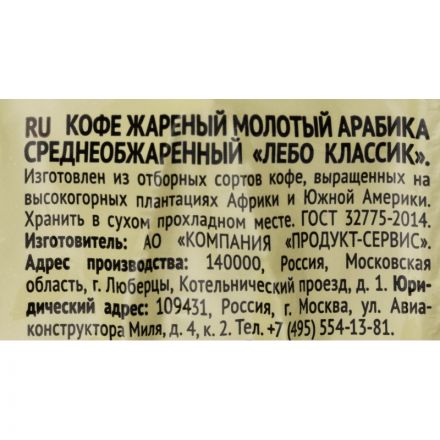 RU КОФЕ ЖАРЕНЫЙ МОЛОТЫЙ АРАБИКА
СРЕДНЕОБЖАРЕННЫЙ «ЛЕБО КЛАССИК».
Изготовлен из отборных сортов кофе, выращенных на
высокогорных плантациях Африки и Южной Америки.
Хранить в сухом прохладном месте. ГОСТ 32775-2014.
Изготовитель: АО «КОМПАНИЯ «ПРОДУКТ-СЕРВИС».
Адрес производства: 140000, Россия, Московская
область, г. Люберцы, Котельнический проезд, д. 1. Юри-
дический адрес: 109431, Россия, г. Москва, ул. Авиа-
конструктора Миля, д. 4, к. 2. Тел. +7 (495) 554-13-81.